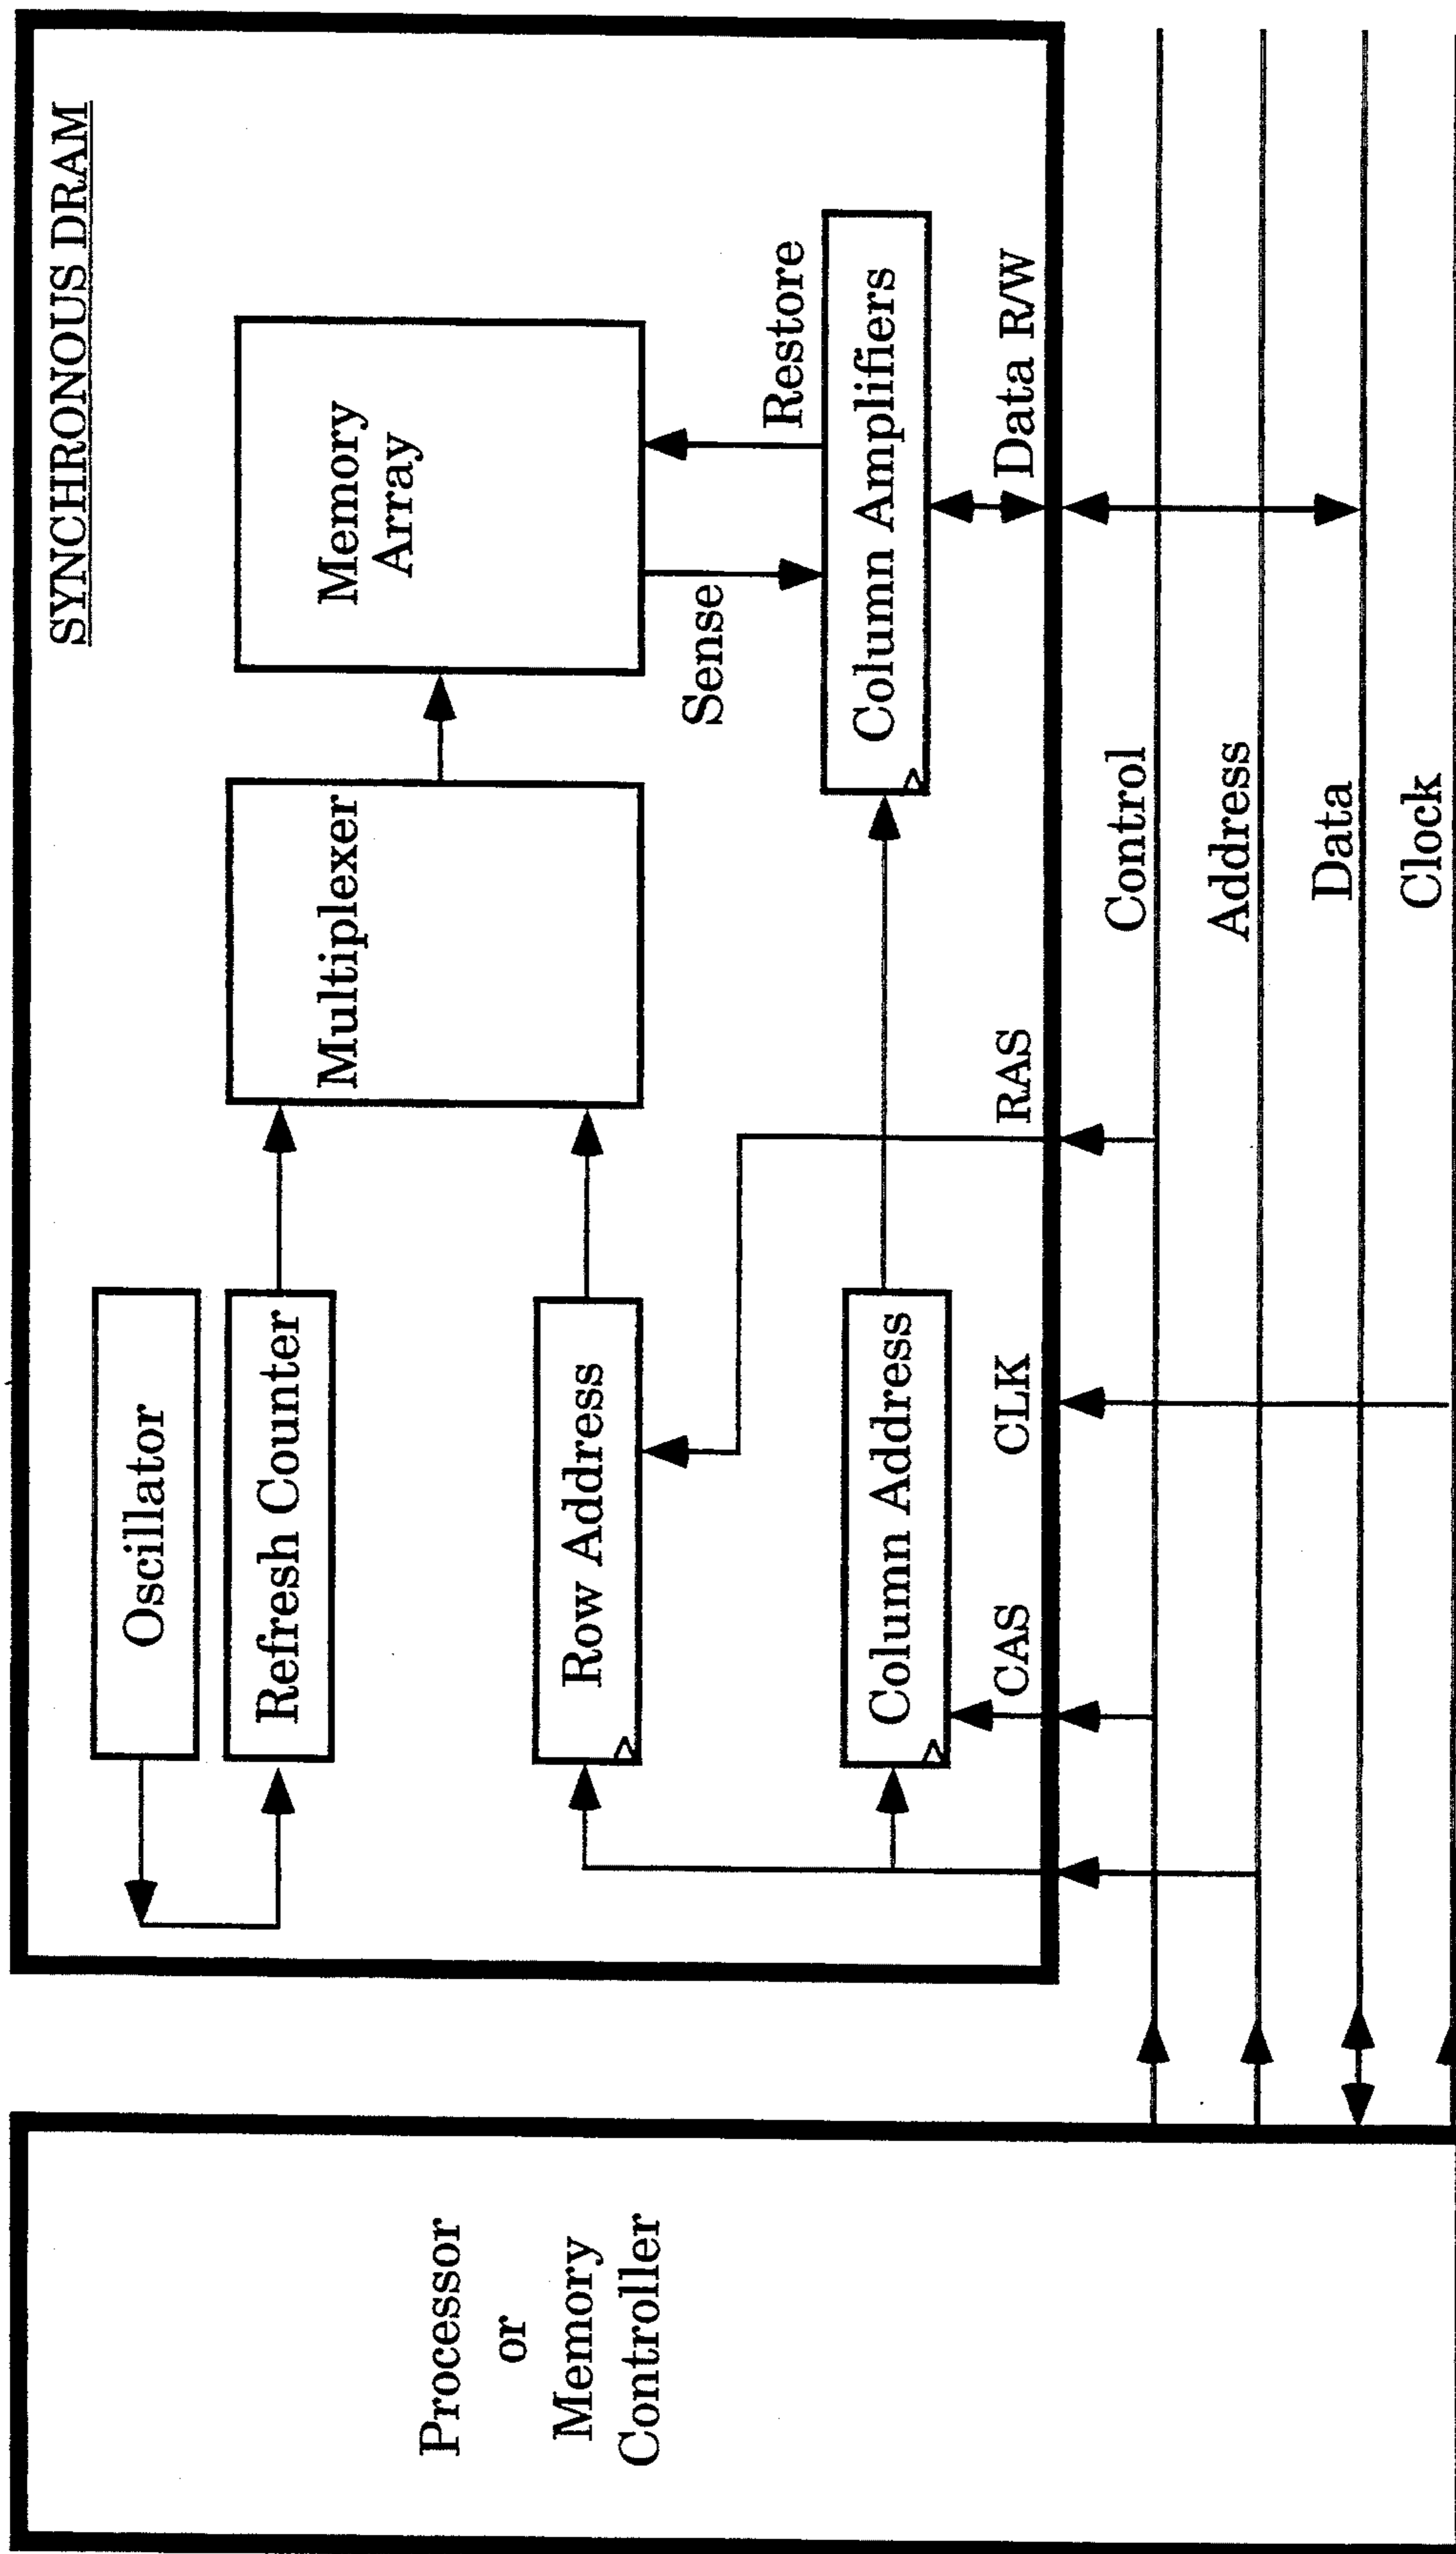 SYNCHRONOUS DRAM
Oscillator
Refresh Counter
Multiplexer
Memory
Array
Row Address
Sense
Restore
Column Address
Column Amplifiers
CAS
CLK
RAS
Data R/W
Control
Address
Data
Clock
Processor
or
Memory
Controller